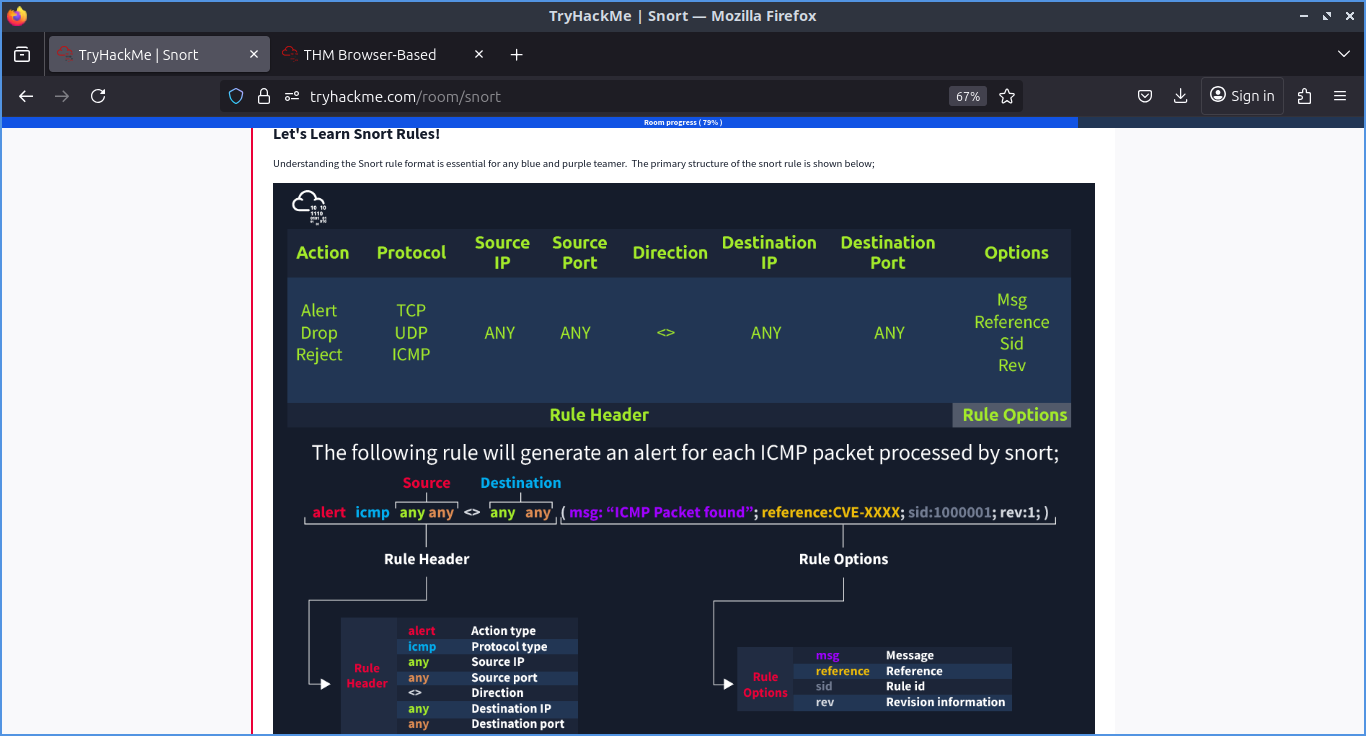 TryHackMe | Snort — Mozilla Firefox
TryHackMe | Snort
THM Browser-Based
tryhackme.com/room/snort
67%
Sign in
Room progress ( 79% )
Let's Learn Snort Rules!
Understanding the Snort rule format is essential for any blue and purple teamer. The primary structure of the snort rule is shown below;
Action Protocol Source IP Source Port Direction Destination IP Destination Port Options
Alert
Drop
Reject
TCP
UDP
ICMP
ANY
ANY
<>
ANY
ANY
Msg
Reference
Sid
Rev
Rule Header
Rule Options
The following rule will generate an alert for each ICMP packet processed by snort;
Source Destination
alert icmp any any <> any any ( msg: “ICMP Packet found”; reference:CVE-XXXX; sid:1000001; rev:1; )
Rule Header
Rule Options
Rule Header
alert Action type
icmp Protocol type
any Source IP
any Source port
<> Direction
any Destination IP
any Destination port
Rule Options
msg Message
reference Reference
sid Rule id
rev Revision information